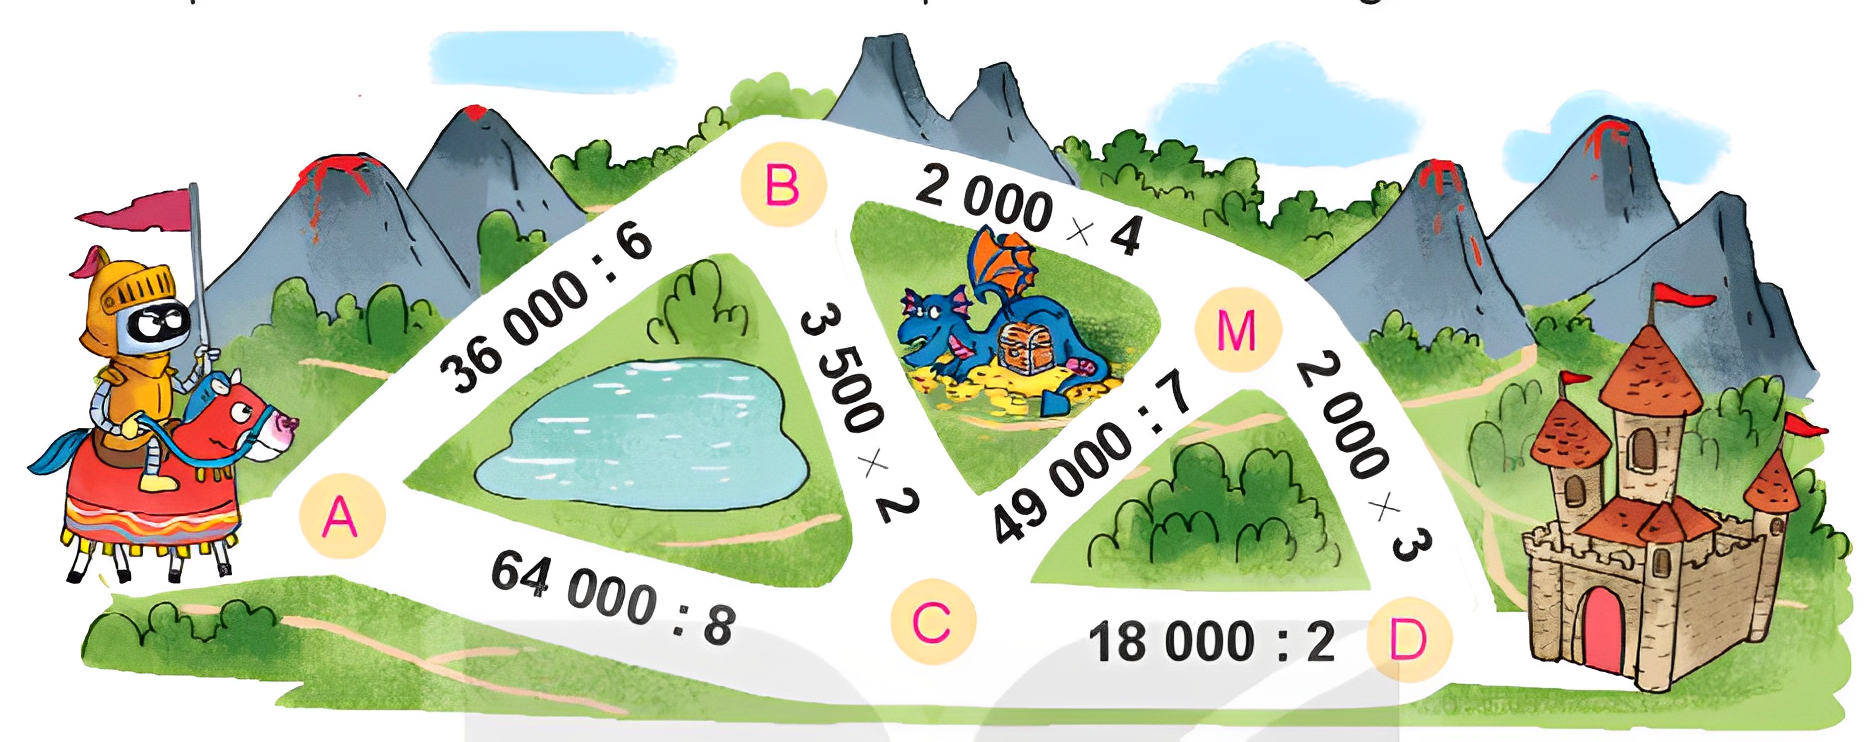 B
2 000 × 4
36 000 : 6
3 500 × 2
M
49 000 : 7
2 000 × 3
A
64 000 : 8
C
18 000 : 2
D